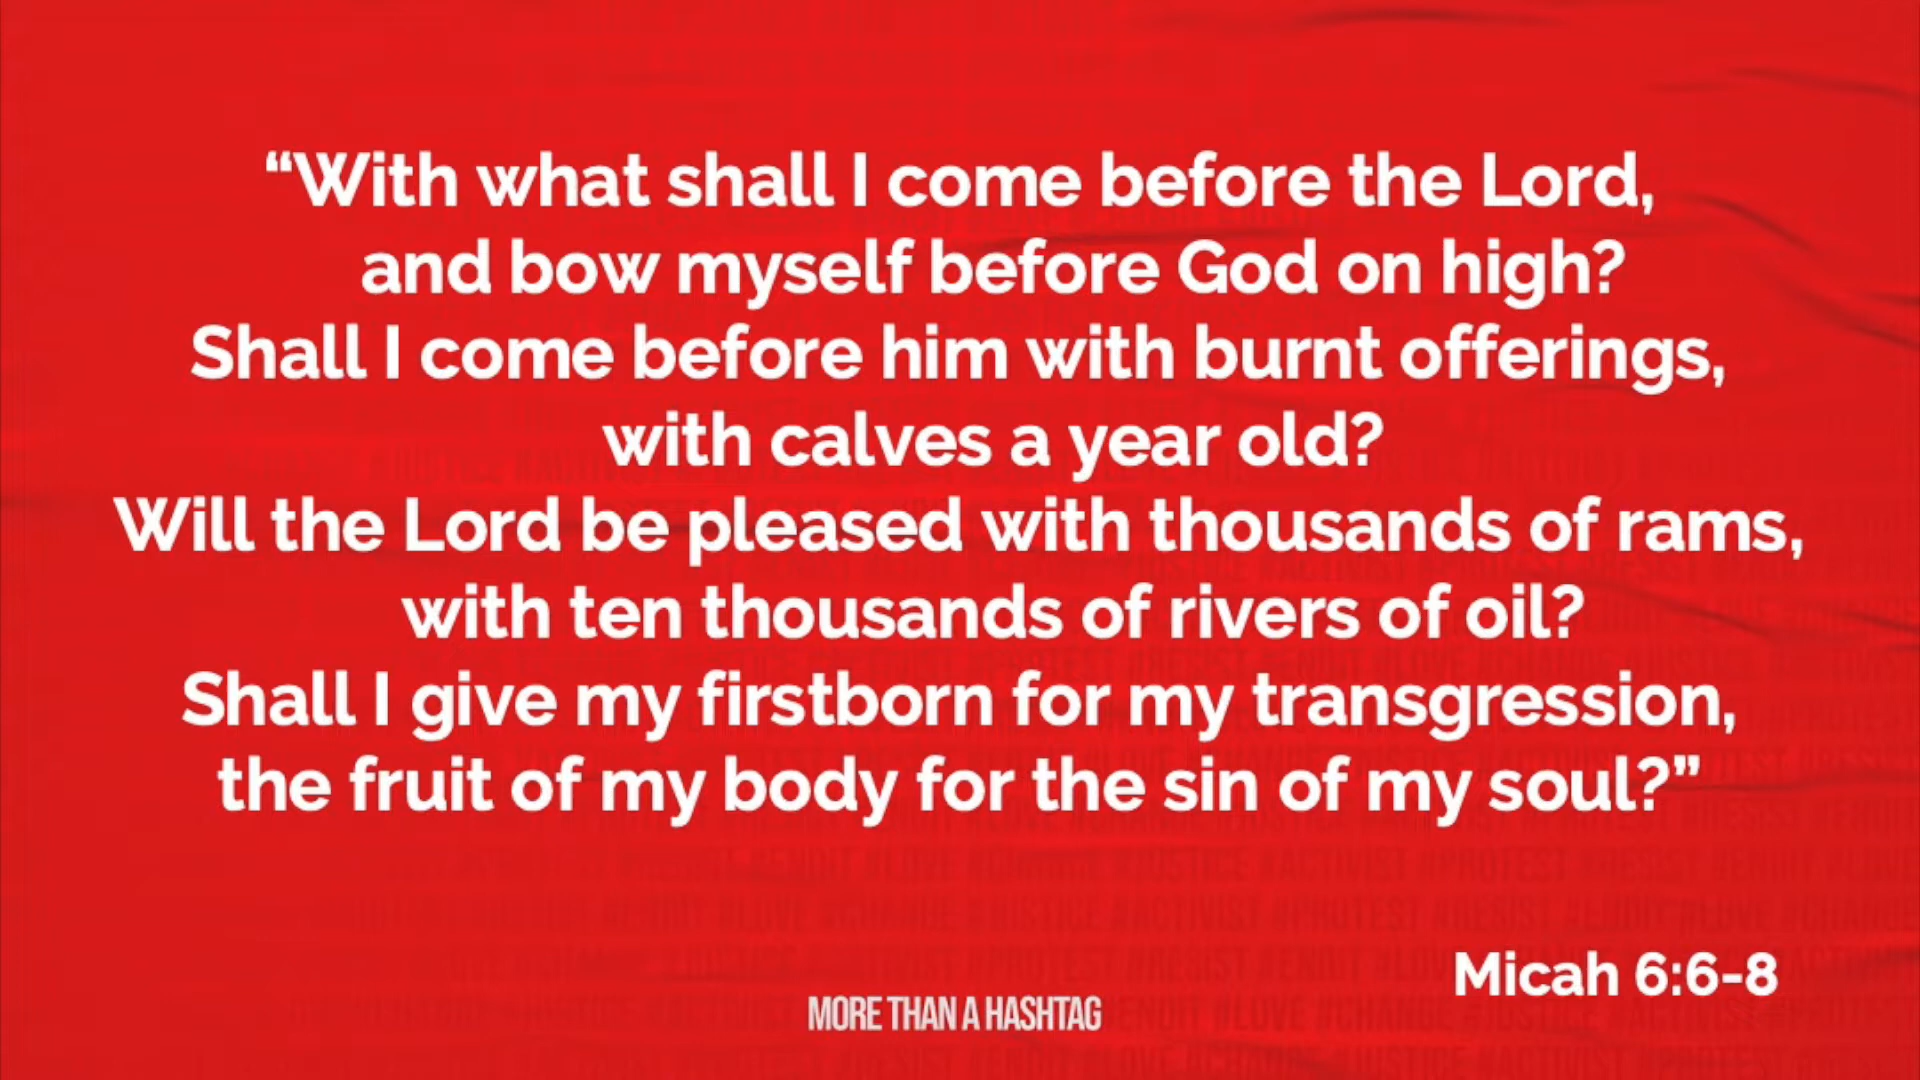 “With what shall I come before the Lord,
and bow myself before God on high?
Shall I come before him with burnt offerings,
with calves a year old?
Will the Lord be pleased with thousands of rams,
with ten thousands of rivers of oil?
Shall I give my firstborn for my transgression,
the fruit of my body for the sin of my soul?”
Micah 6:6-8
MORE THAN A HASHTAG